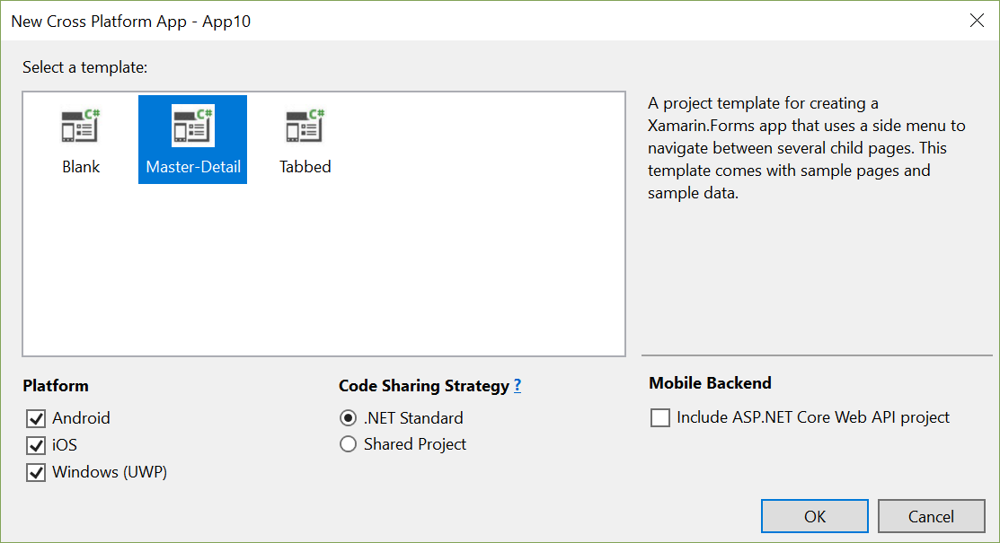 New Cross Platform App - App10
Select a template:
C#
C#
C#
Blank
Master-Detail
Tabbed
A project template for creating a
Xamarin.Forms app that uses a side menu to
navigate between several child pages. This
template comes with sample pages and
sample data.
Platform
Android
iOS
Windows (UWP)
Code Sharing Strategy ?
.NET Standard
Shared Project
Mobile Backend
Include ASP.NET Core Web API project
OK
Cancel